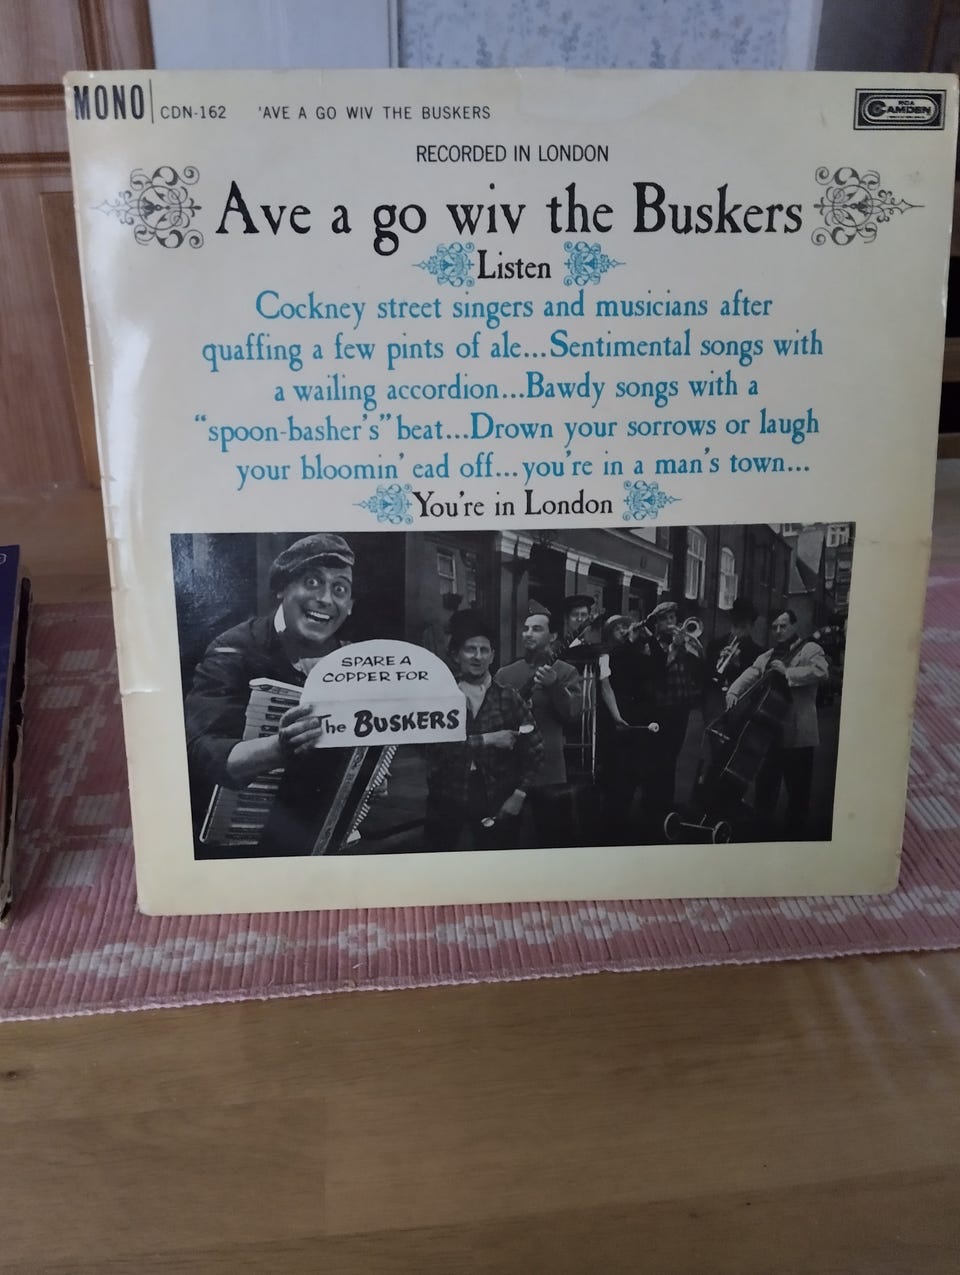 MONO CDN-162 'AVE A GO WIV THE BUSKERS
RCA
CAMDEN
RECORDED IN LONDON
Ave a go wiv the Buskers
Listen
Cockney street singers and musicians after
quaffing a few pints of ale...Sentimental songs with
a wailing accordion...Bawdy songs with a
"spoon-basher's" beat...Drown your sorrows or laugh
your bloomin' ead off...you're in a man's town...
You're in London
SPARE A
COPPER FOR
The BUSKERS